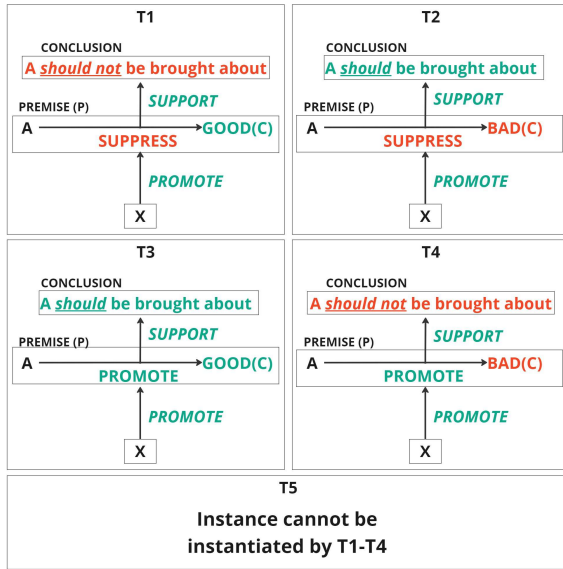 T1
CONCLUSION
A should not be brought about
SUPPORT
PREMISE (P)
A
GOOD(C)
SUPPRESS
PROMOTE
X
T2
CONCLUSION
A should be brought about
SUPPORT
PREMISE (P)
A
BAD(C)
SUPPRESS
PROMOTE
X
T3
CONCLUSION
A should be brought about
SUPPORT
PREMISE (P)
A
GOOD(C)
PROMOTE
PROMOTE
X
T4
CONCLUSION
A should not be brought about
SUPPORT
PREMISE (P)
A
BAD(C)
PROMOTE
PROMOTE
X
T5
Instance cannot be
instantiated by T1-T4